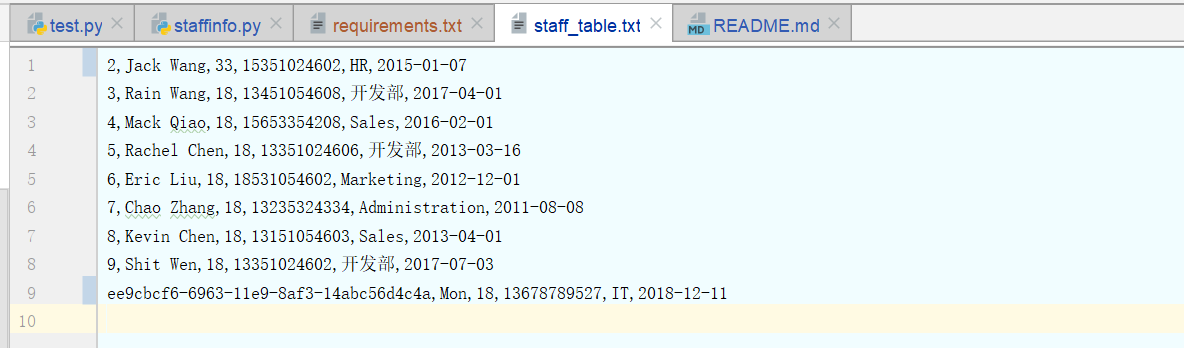 test.py staffinfo.py requirements.txt staff_table.txt MD README.md
1 2,Jack Wang,33,15351024602,HR,2015-01-07
2 3,Rain Wang,18,13451054608,开发部,2017-04-01
3 4,Mack Qiao,18,15653354208,Sales,2016-02-01
4 5,Rachel Chen,18,13351024606,开发部,2013-03-16
5 6,Eric Liu,18,18531054602,Marketing,2012-12-01
6 7,Chao Zhang,18,13235324334,Administration,2011-08-08
7 8,Kevin Chen,18,13151054603,Sales,2013-04-01
8 9,Shit Wen,18,13351024602,开发部,2017-07-03
9 ee9cbcf6-6963-11e9-8af3-14abc56d4c4a,Mon,18,13678789527,IT,2018-12-11
10